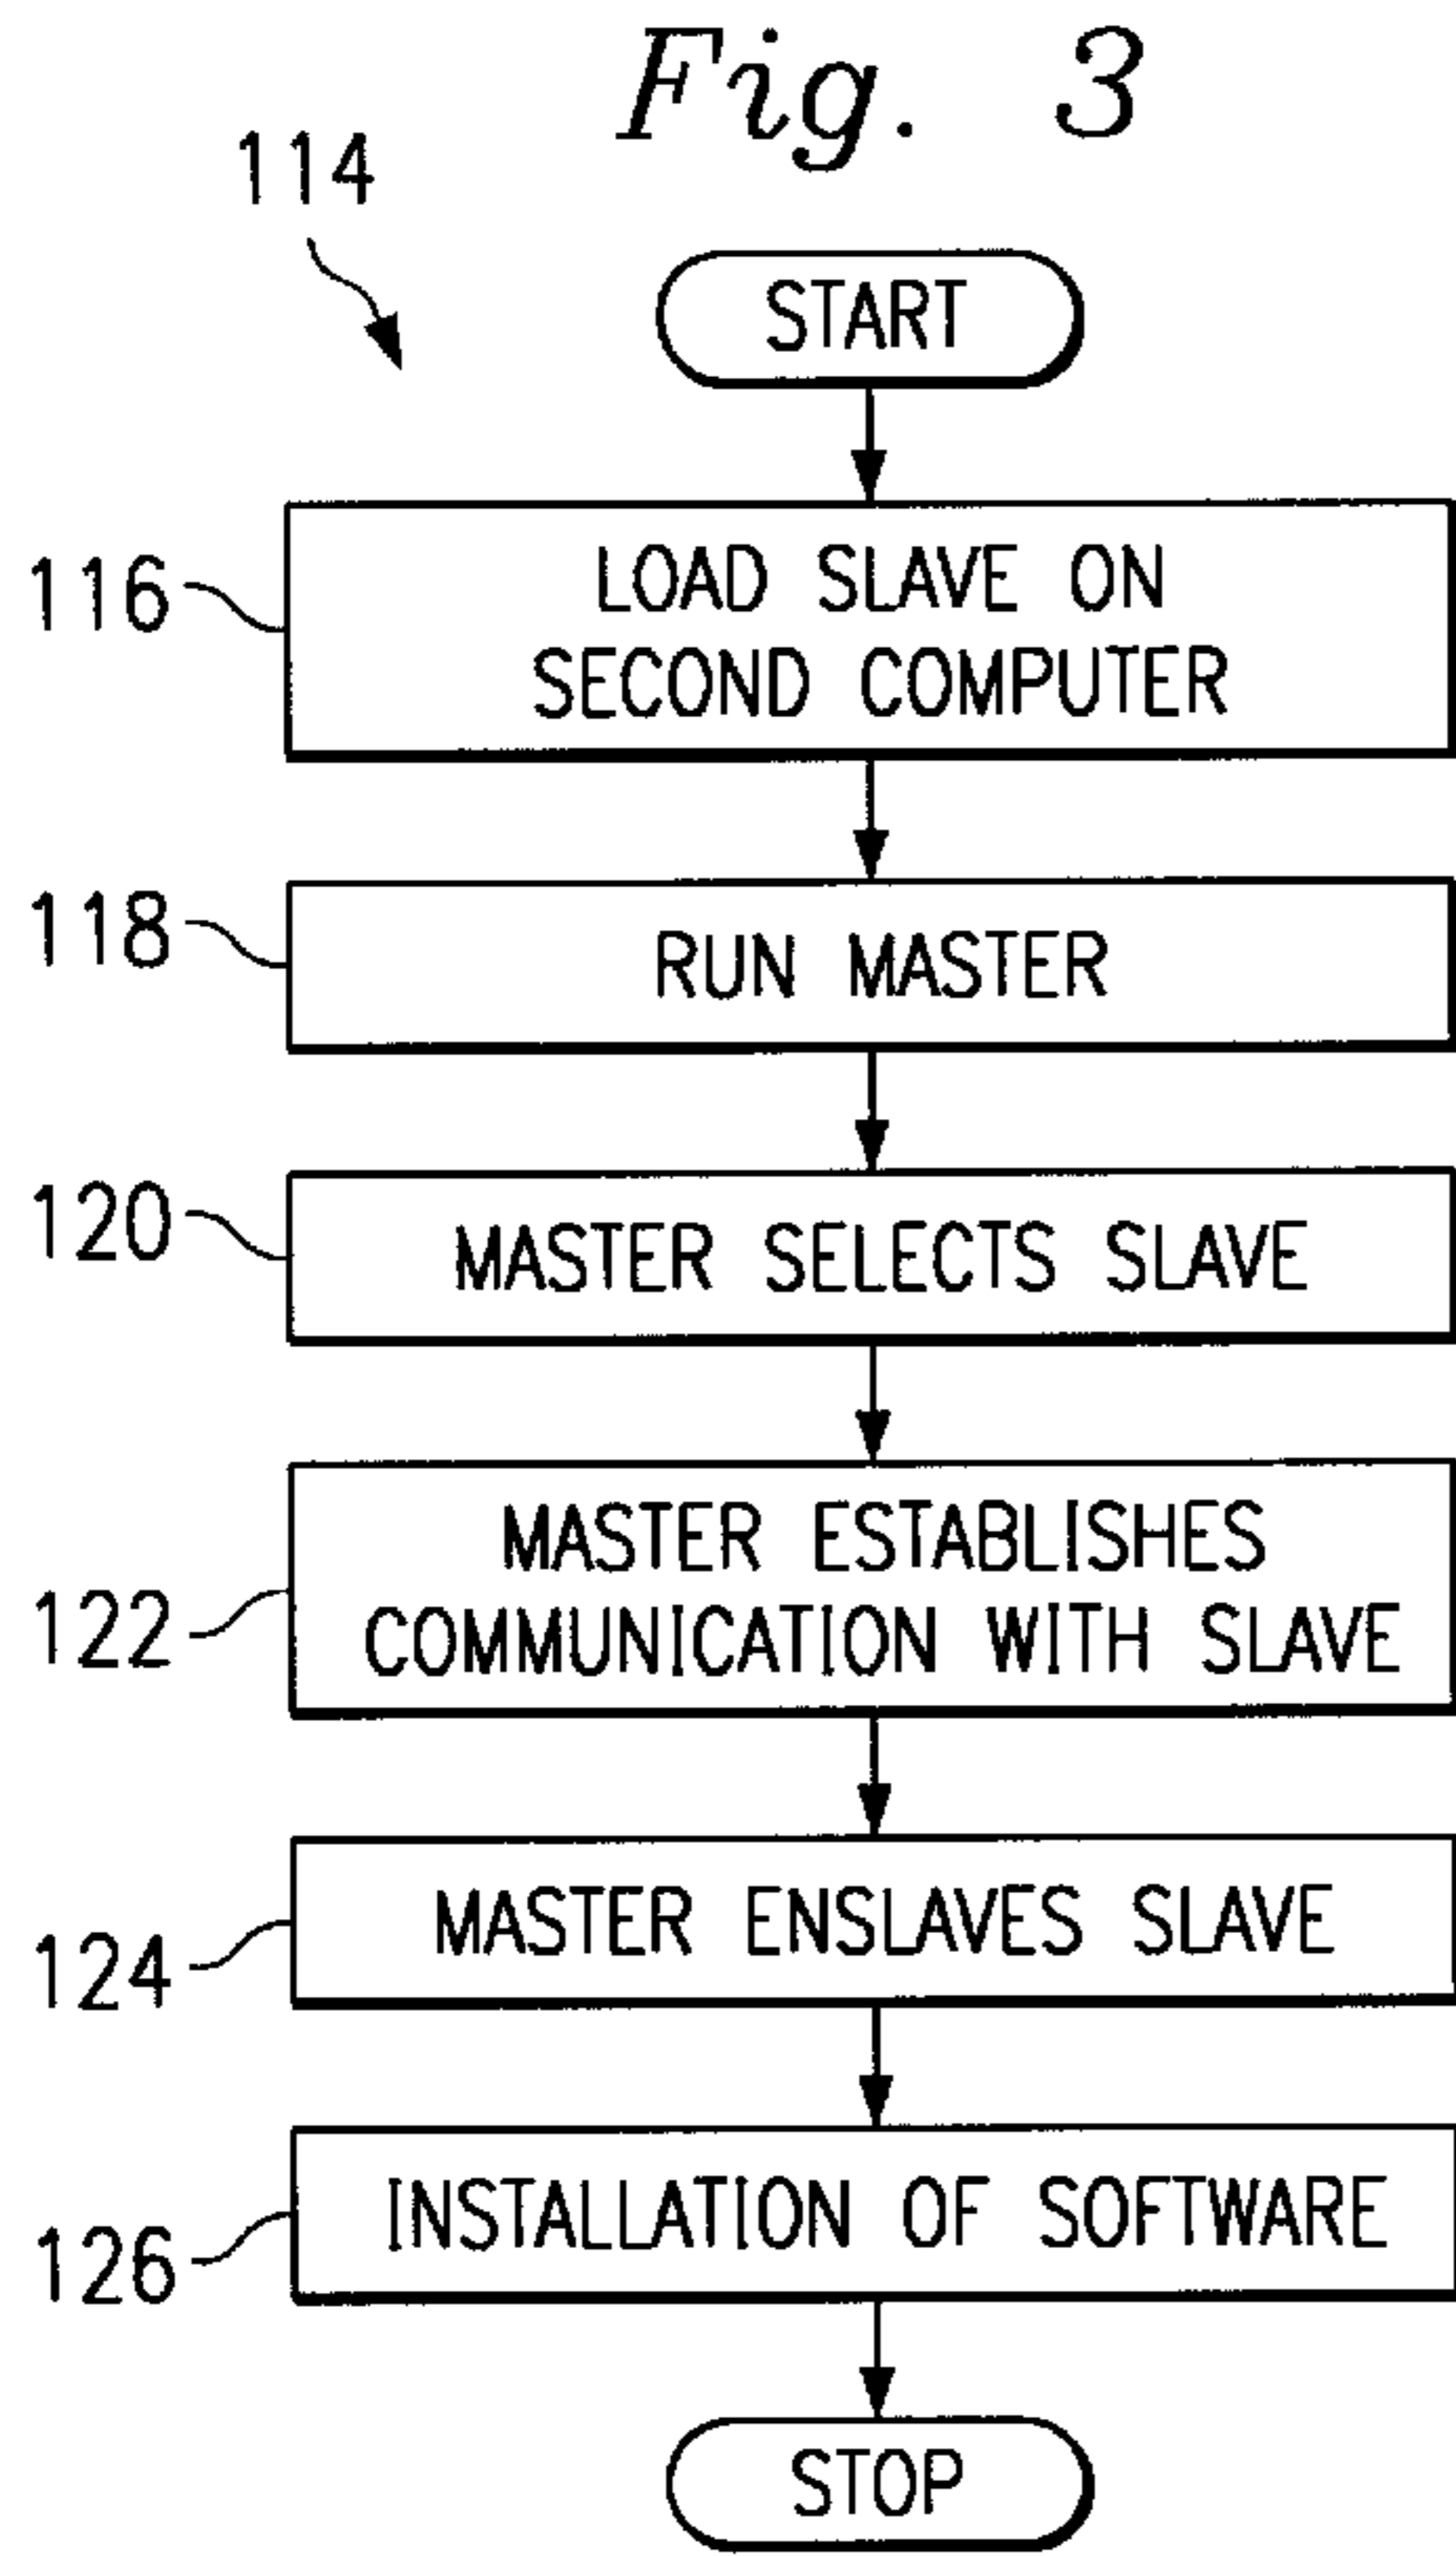 Fig. 3
114
START
116
LOAD SLAVE ON
SECOND COMPUTER
118
RUN MASTER
120
MASTER SELECTS SLAVE
MASTER ESTABLISHES
122
COMMUNICATION WITH SLAVE
124
MASTER ENSLAVES SLAVE
126
INSTALLATION OF SOFTWARE
STOP